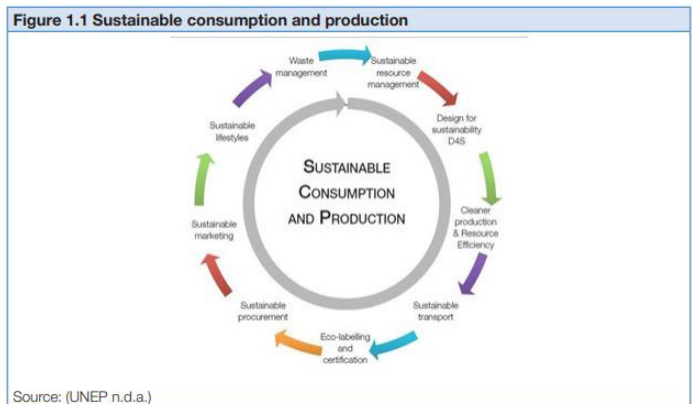 Figure 1.1 Sustainable consumption and production
Waste
management
Sustainable
resource
management
Design for
sustainability
D4S
Cleaner
production
& Resource
Efficiency
Sustainable
transport
Eco-labelling
and
certification
Sustainable
procurement
Sustainable
marketing
Sustainable
lifestyles
SUSTAINABLE
CONSUMPTION
AND PRODUCTION
Source: (UNEP n.d.a.)